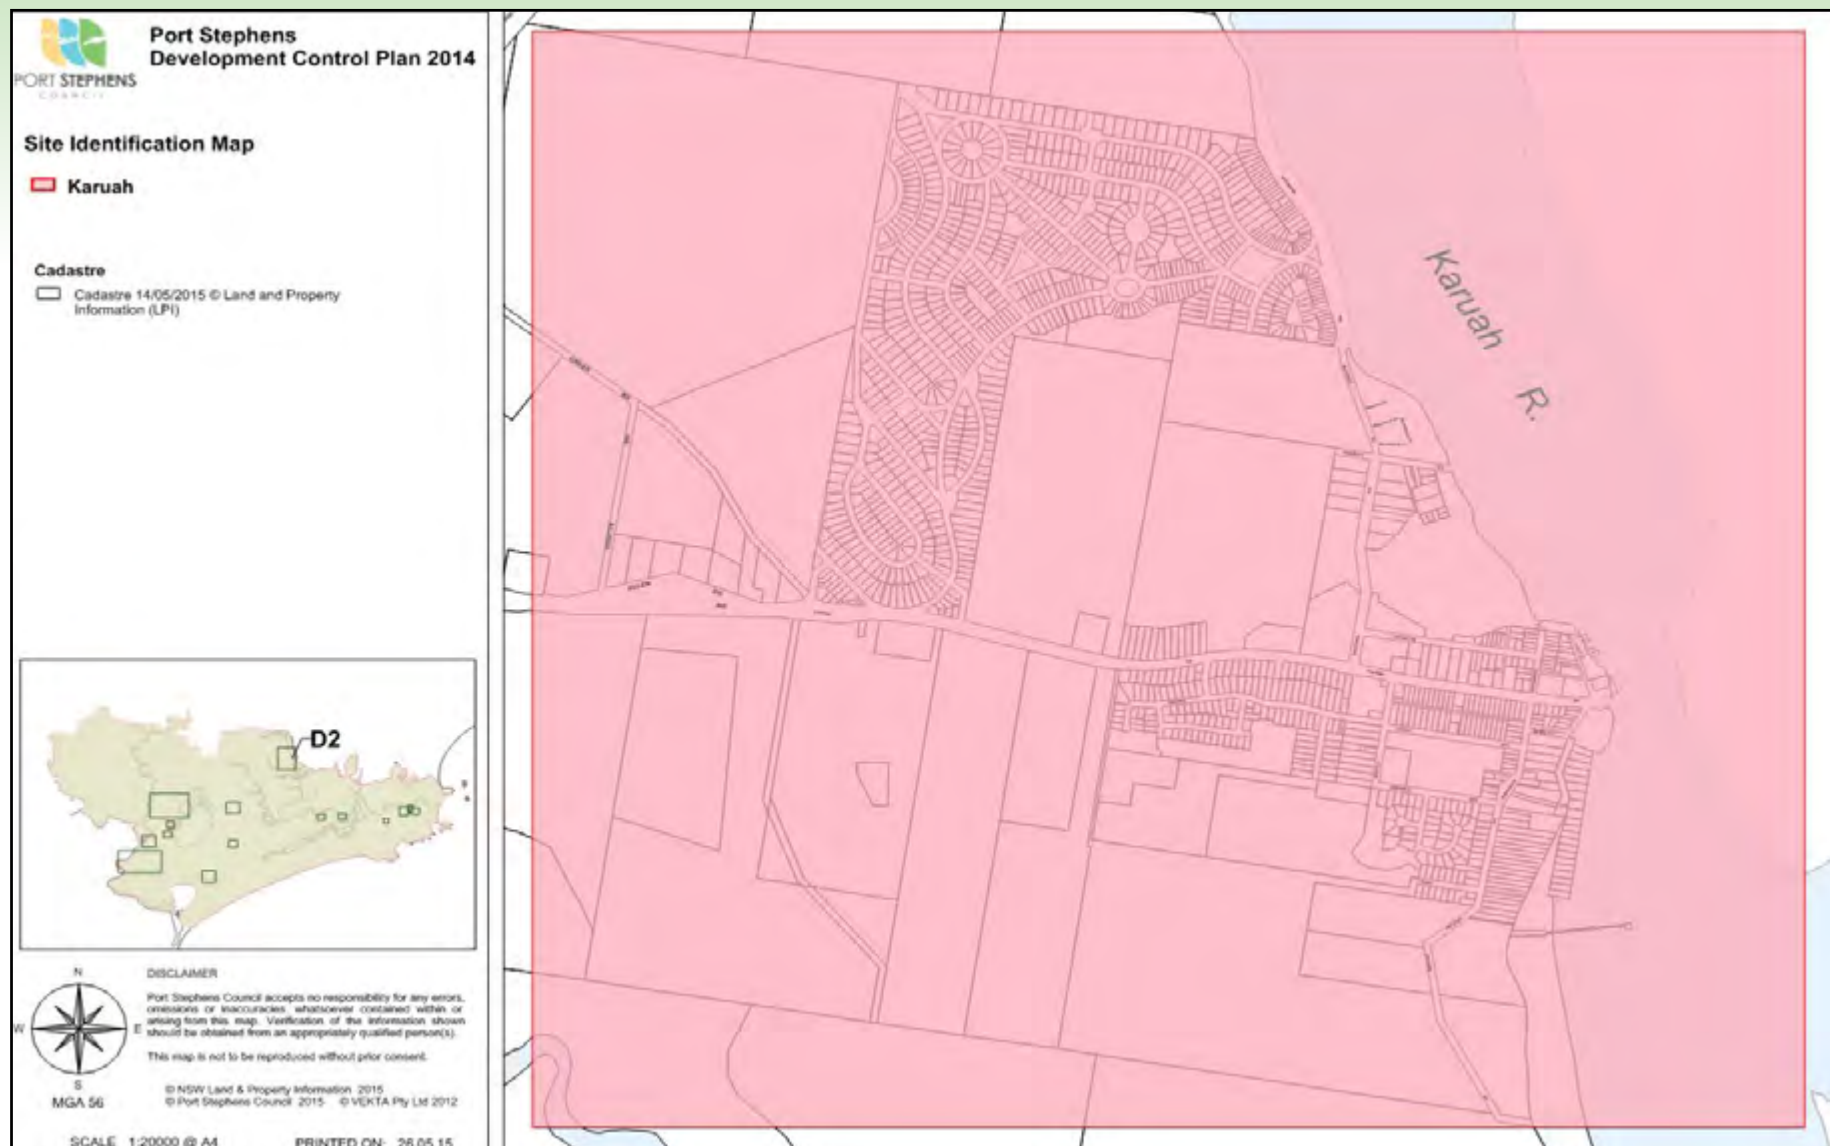 PORT STEPHENS
COUNCIL
Port Stephens
Development Control Plan 2014
Site Identification Map
Karuah
Cadastre
Cadastre 14/05/2015 © Land and Property
Information (LPI)
D2
N
W
E
S
MGA 56
DISCLAIMER
Port Stephens Council accepts no responsibility for any errors,
omissions or inaccuracies whatsoever contained within or
arising from this map. Verification of the information shown
should be obtained from an appropriately qualified person(s).
This map is not to be reproduced without prior consent.
© NSW Land & Property Information 2015
© Port Stephens Council 2015 © VEKTA Pty Ltd 2012
SCALE 1:20000 @ A4
PRINTED ON: 26.05.15
Karuah R.